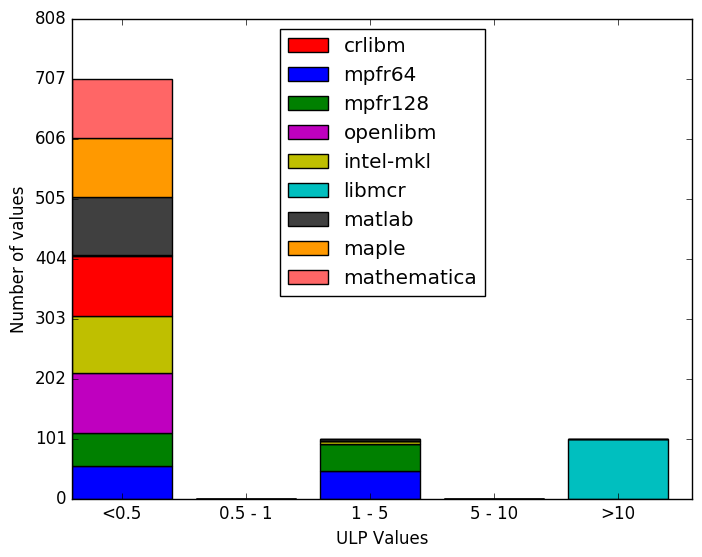 808
707
606
505
404
303
202
101
0
Number of values
crlibm
mpfr64
mpfr128
openlibm
intel-mkl
libmcr
matlab
maple
mathematica
<0.5
0.5 - 1
1 - 5
5 - 10
>10
ULP Values